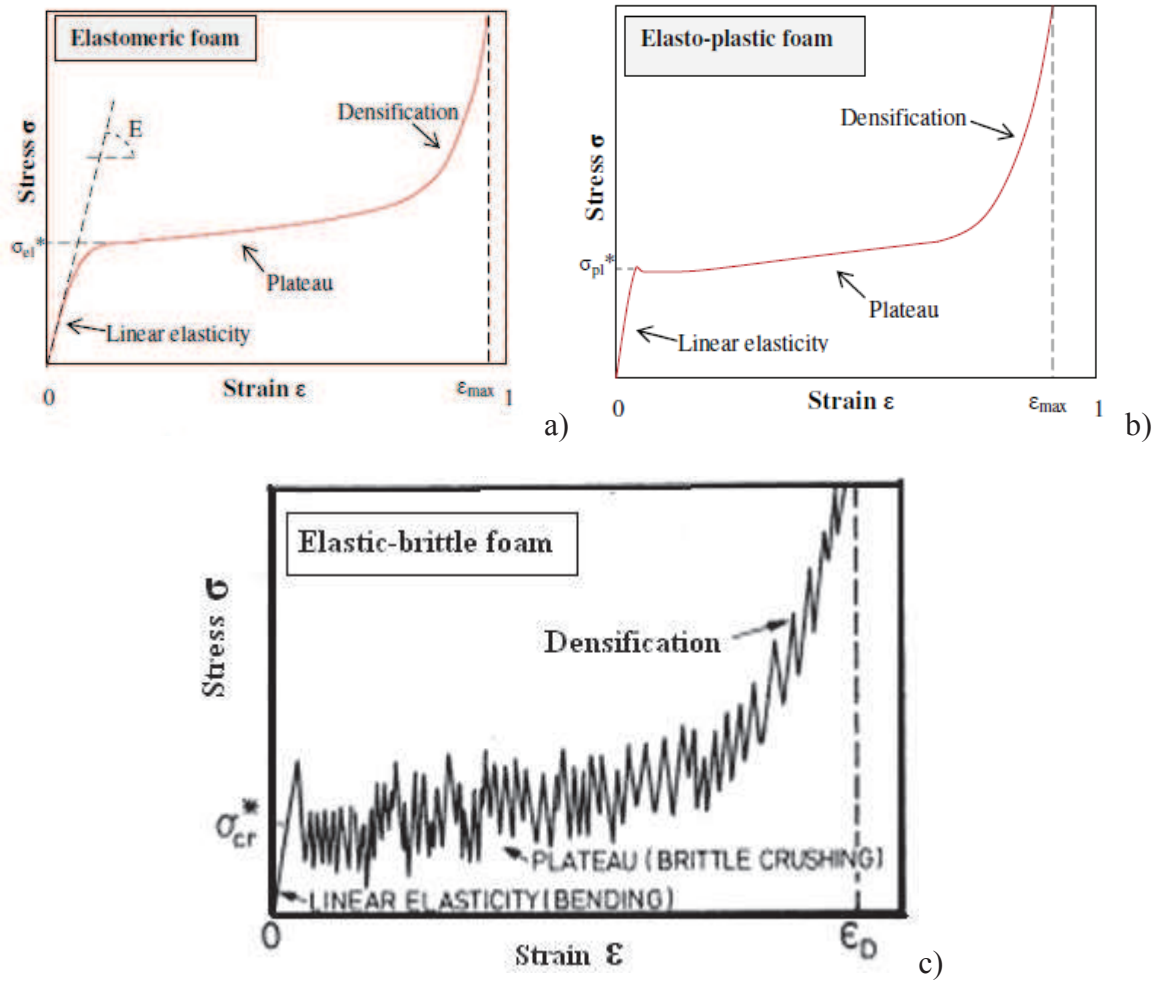 Elastomeric foam
E
Densification
Stress σ
σel*
Plateau
Linear elasticity
0
Strain ε
εmax
1
a)
Elasto-plastic foam
Densification
Stress σ
σpl*
Plateau
Linear elasticity
0
Strain ε
εmax
1
b)
Elastic-brittle foam
Densification
Stress σ
σcr*
PLATEAU (BRITTLE CRUSHING)
LINEAR ELASTICITY (BENDING)
0
Strain ε
ϵD
c)